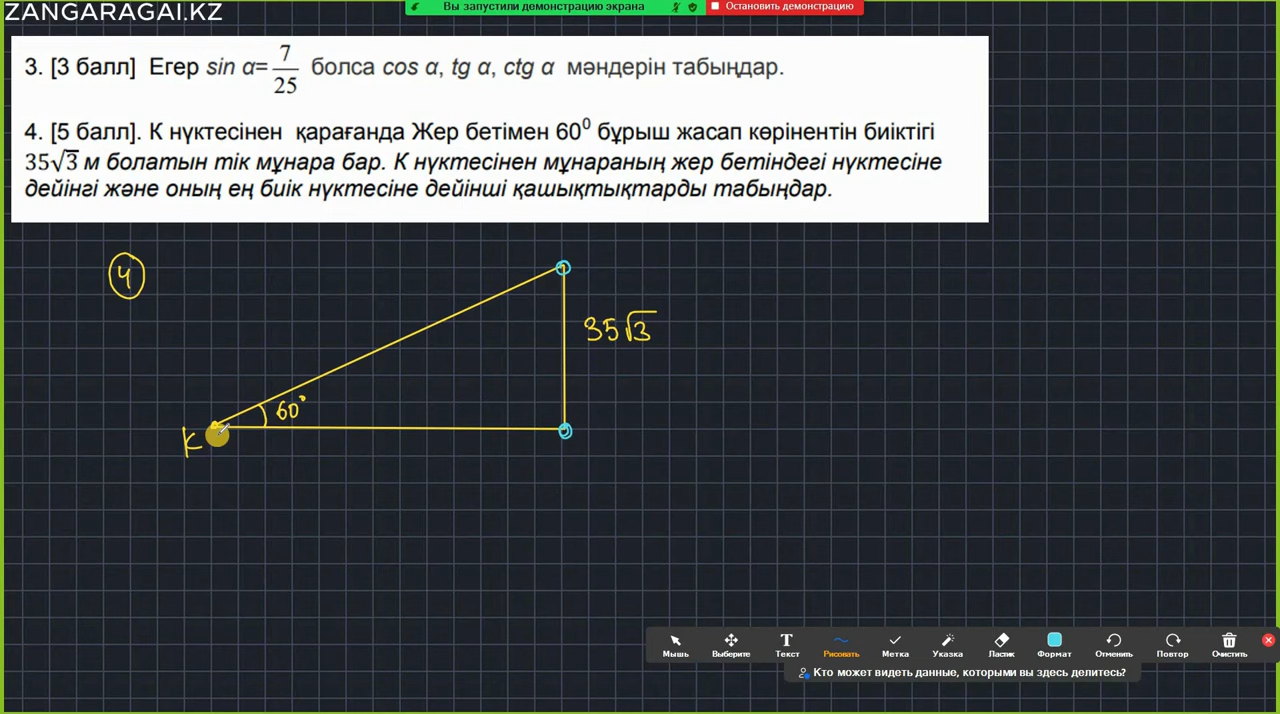 ZANGARAGAI.KZ
Вы запустили демонстрацию экрана
Остановить демонстрацию
3. [3 балл] Егер sin α=7/25 болса cos α, tg α, ctg α мәндерін табыңдар.
4. [5 балл]. К нүктесінен қарағанда Жер бетімен 60⁰ бұрыш жасап көрінентін биіктігі
35√3 м болатын тік мұнара бар. К нүктесінен мұнараның жер бетіндегі нүктесіне
дейінгі және оның ең биік нүктесіне дейінші қашықтықтарды табыңдар.
4
35√3
60°
К
Мышь
Выберите
Текст
Рисовать
Метка
Указка
Ластик
Формат
Отменить
Повтор
Очистить
Кто может видеть данные, которыми вы здесь делитесь?